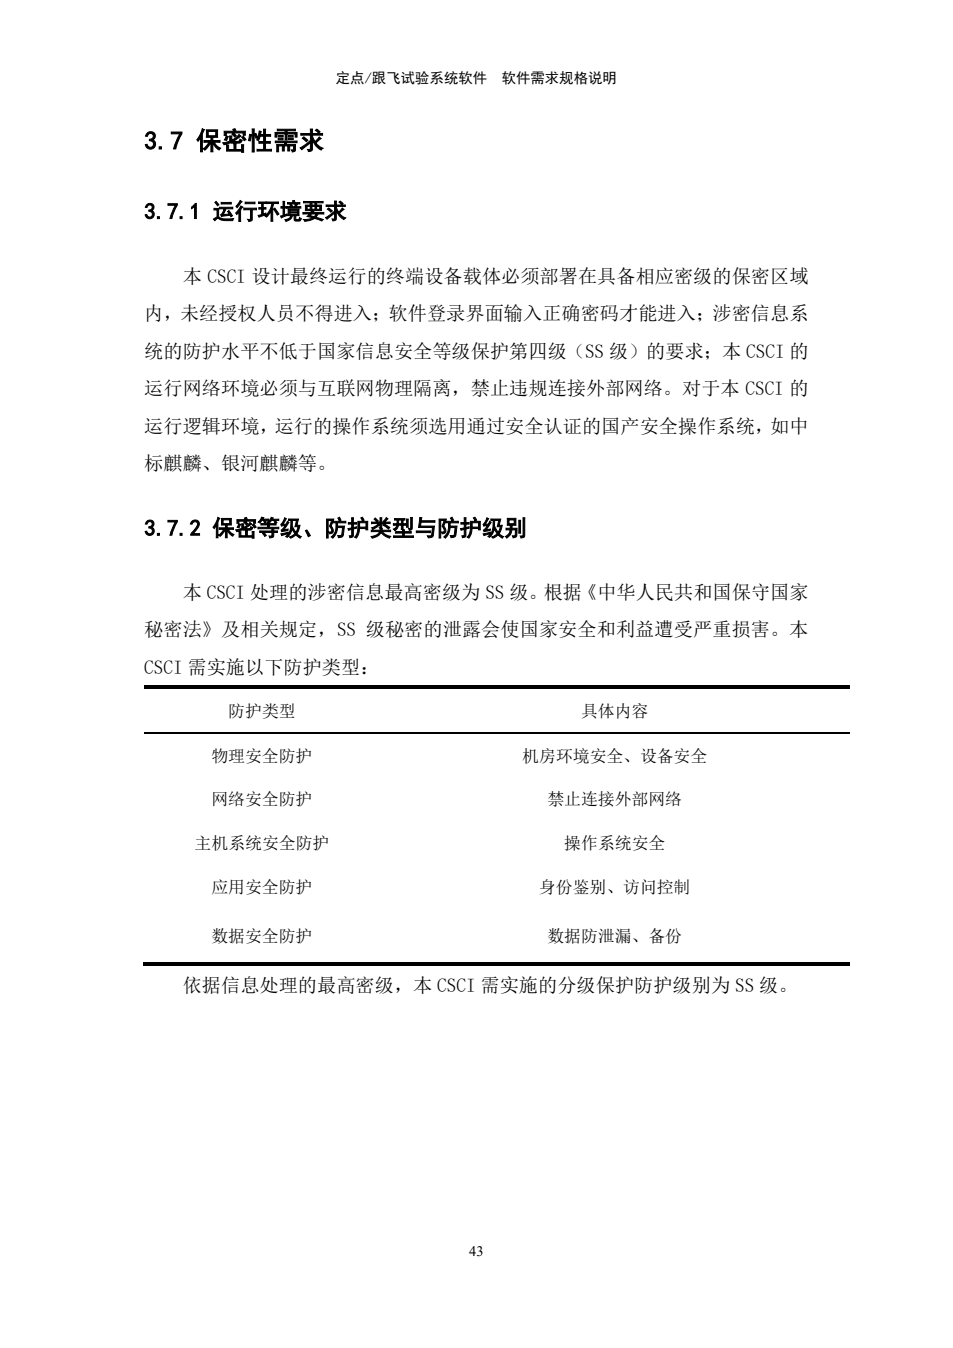 定点/跟飞试验系统软件　软件需求规格说明
3.7 保密性需求
3.7.1 运行环境要求
本 CSCI 设计最终运行的终端设备载体必须部署在具备相应密级的保密区域
内，未经授权人员不得进入；软件登录界面输入正确密码才能进入；涉密信息系
统的防护水平不低于国家信息安全等级保护第四级（SS 级）的要求；本 CSCI 的
运行网络环境必须与互联网物理隔离，禁止违规连接外部网络。对于本 CSCI 的
运行逻辑环境，运行的操作系统须选用通过安全认证的国产安全操作系统，如中
标麒麟、银河麒麟等。
3.7.2 保密等级、防护类型与防护级别
本 CSCI 处理的涉密信息最高密级为 SS 级。根据《中华人民共和国保守国家
秘密法》及相关规定，SS 级秘密的泄露会使国家安全和利益遭受严重损害。本
CSCI 需实施以下防护类型：
防护类型　具体内容
物理安全防护　机房环境安全、设备安全
网络安全防护　禁止连接外部网络
主机系统安全防护　操作系统安全
应用安全防护　身份鉴别、访问控制
数据安全防护　数据防泄漏、备份
依据信息处理的最高密级，本 CSCI 需实施的分级保护防护级别为 SS 级。
43